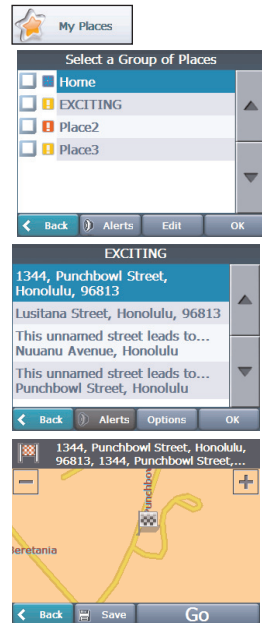 My Places
Select a Group of Places
Home
EXCITING
Place2
Place3
Back
Alerts
Edit
OK
EXCITING
1344, Punchbowl Street,
Honolulu, 96813
Lusitana Street, Honolulu, 96813
This unnamed street leads to...
Nuuanu Avenue, Honolulu
This unnamed street leads to...
Punchbowl Street, Honolulu
Back
Alerts
Options
OK
1344, Punchbowl Street, Honolulu,
96813, 1344, Punchbowl Street,...
Punchbow
Beretania
Back
Save
Go